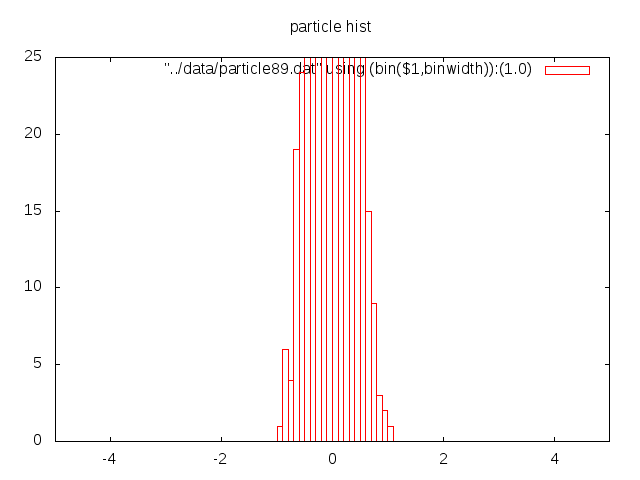 particle hist
25
"../data/particle89.dat" using (bin($1,binwidth)):(1.0)
20
15
10
5
0
-4 -2 0 2 4